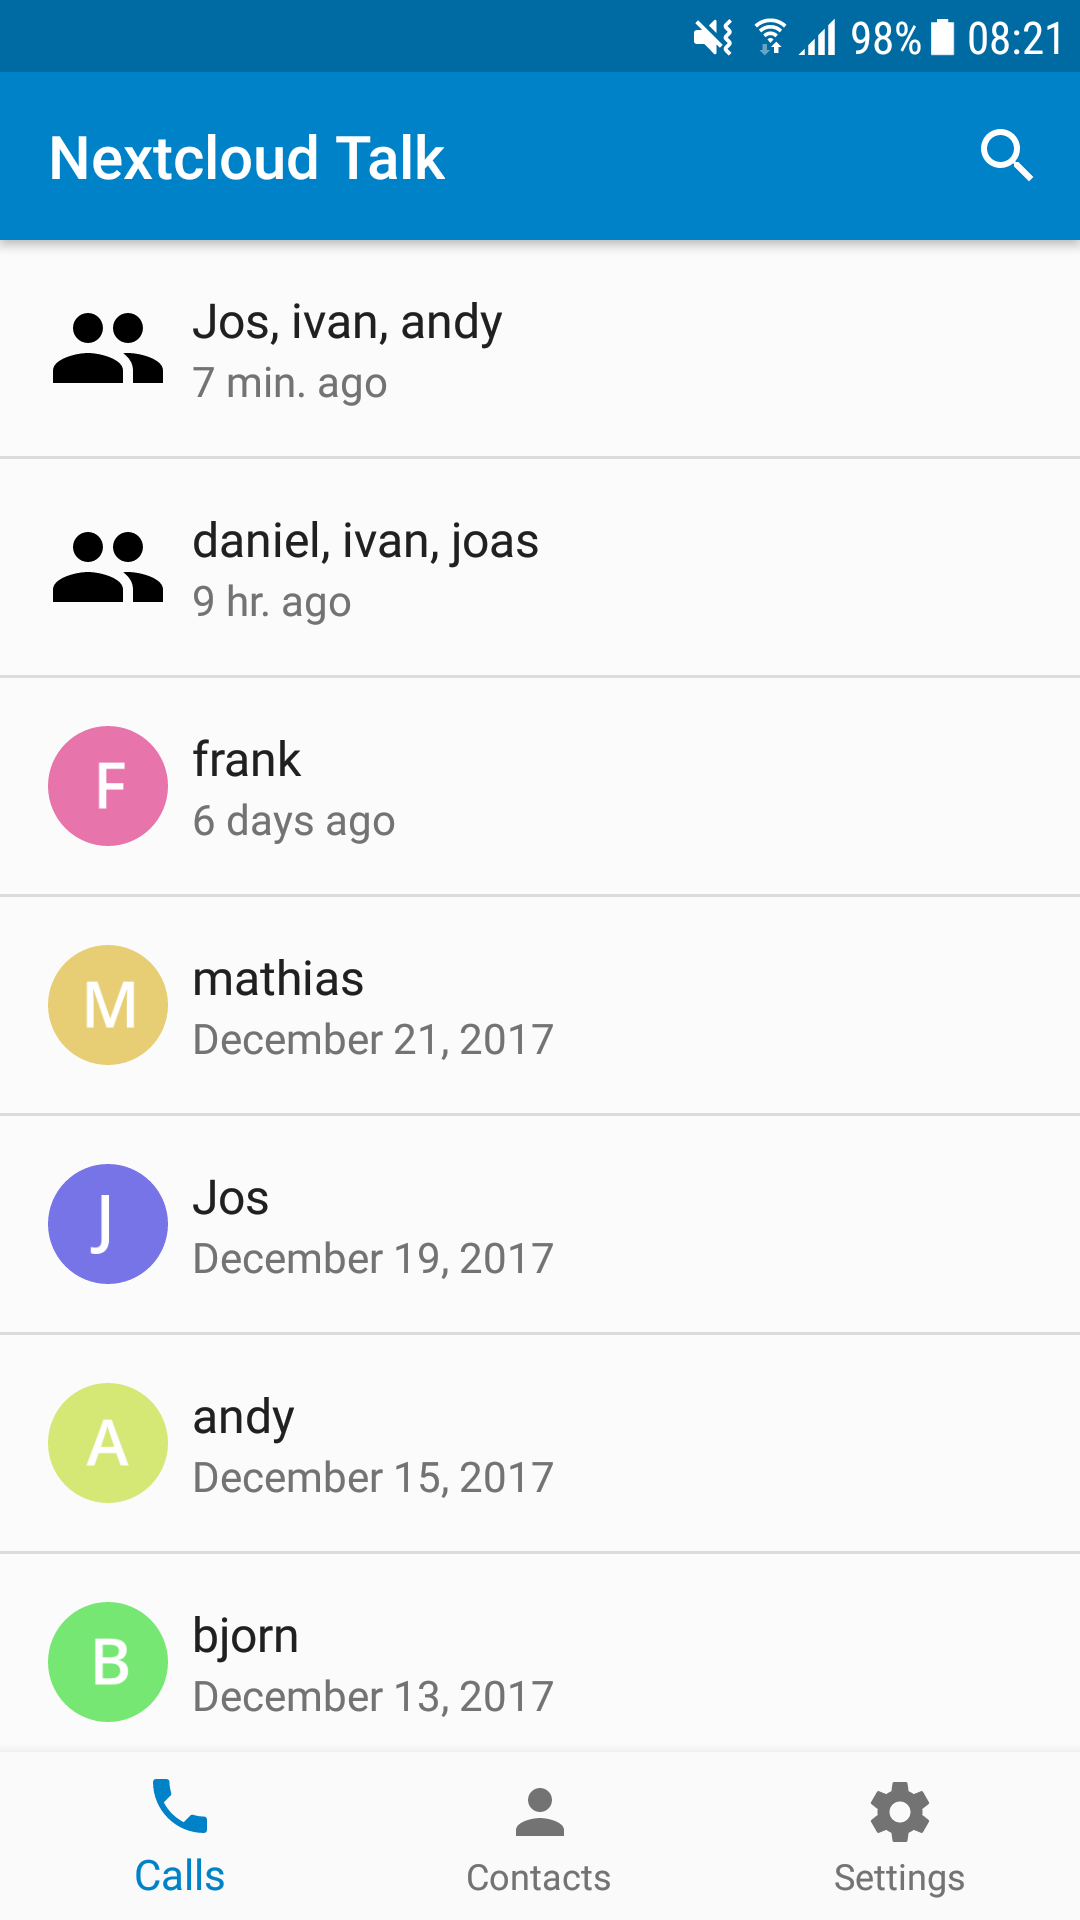 98% 08:21
Nextcloud Talk
Jos, ivan, andy
7 min. ago
daniel, ivan, joas
9 hr. ago
F
frank
6 days ago
M
mathias
December 21, 2017
J
Jos
December 19, 2017
A
andy
December 15, 2017
B
bjorn
December 13, 2017
Calls Contacts Settings